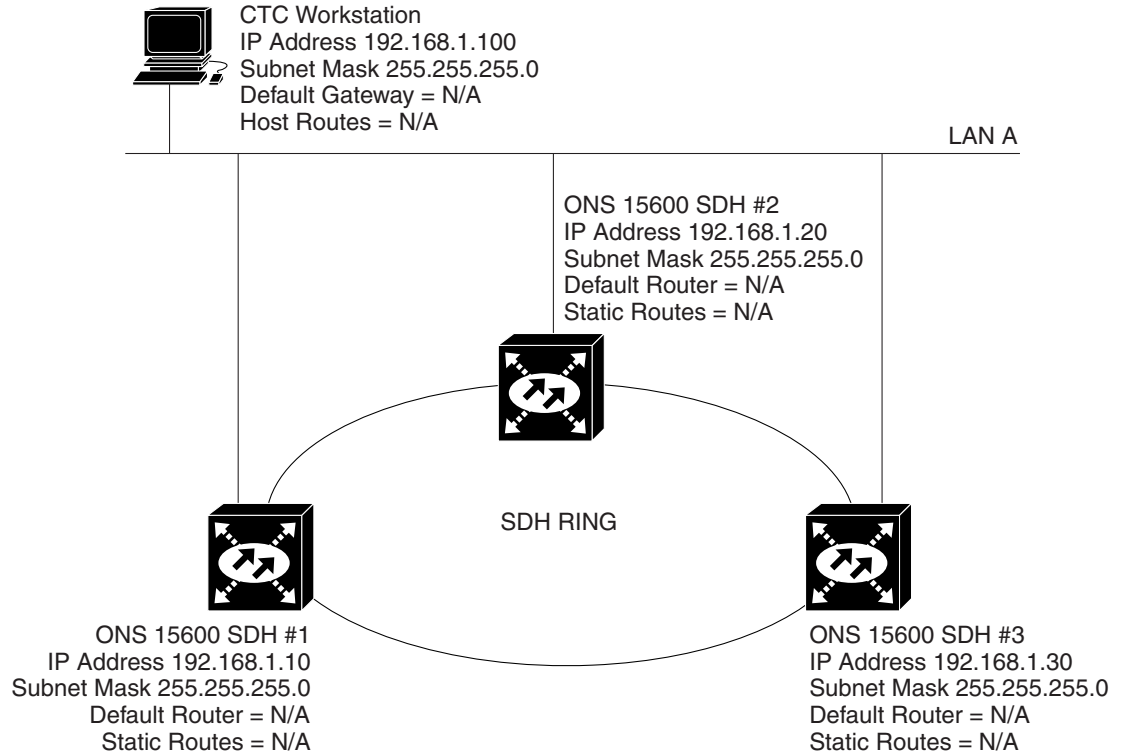 CTC Workstation
IP Address 192.168.1.100
Subnet Mask 255.255.255.0
Default Gateway = N/A
Host Routes = N/A
LAN A
ONS 15600 SDH #2
IP Address 192.168.1.20
Subnet Mask 255.255.255.0
Default Router = N/A
Static Routes = N/A
SDH RING
ONS 15600 SDH #1
IP Address 192.168.1.10
Subnet Mask 255.255.255.0
Default Router = N/A
Static Routes = N/A
ONS 15600 SDH #3
IP Address 192.168.1.30
Subnet Mask 255.255.255.0
Default Router = N/A
Static Routes = N/A